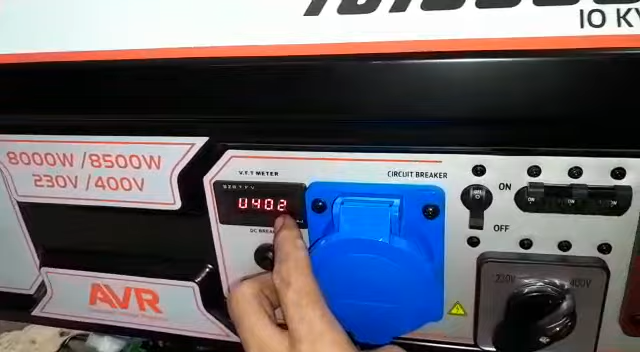 10 KV
8000W /8500W
230V /400V
V.F.T METER
CIRCUIT BREAKER
U402
ON
OFF
230V
400V
AVR